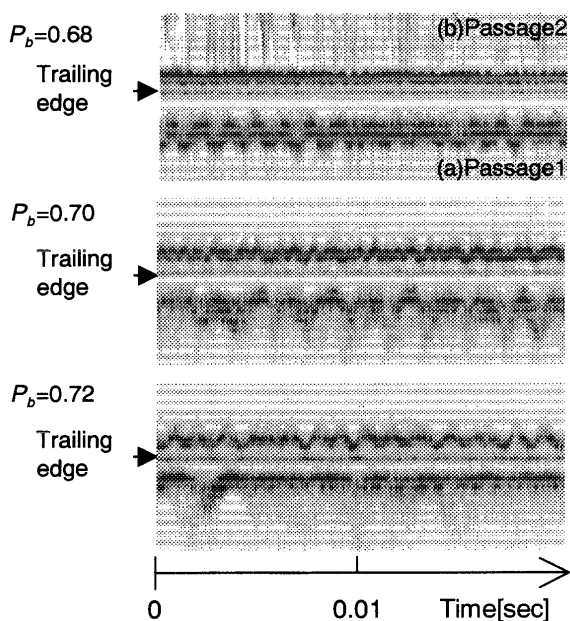 P_b=0.68
(b)Passage2
Trailing
edge
(a)Passage1
P_b=0.70
Trailing
edge
P_b=0.72
Trailing
edge
0
0.01
Time[sec]